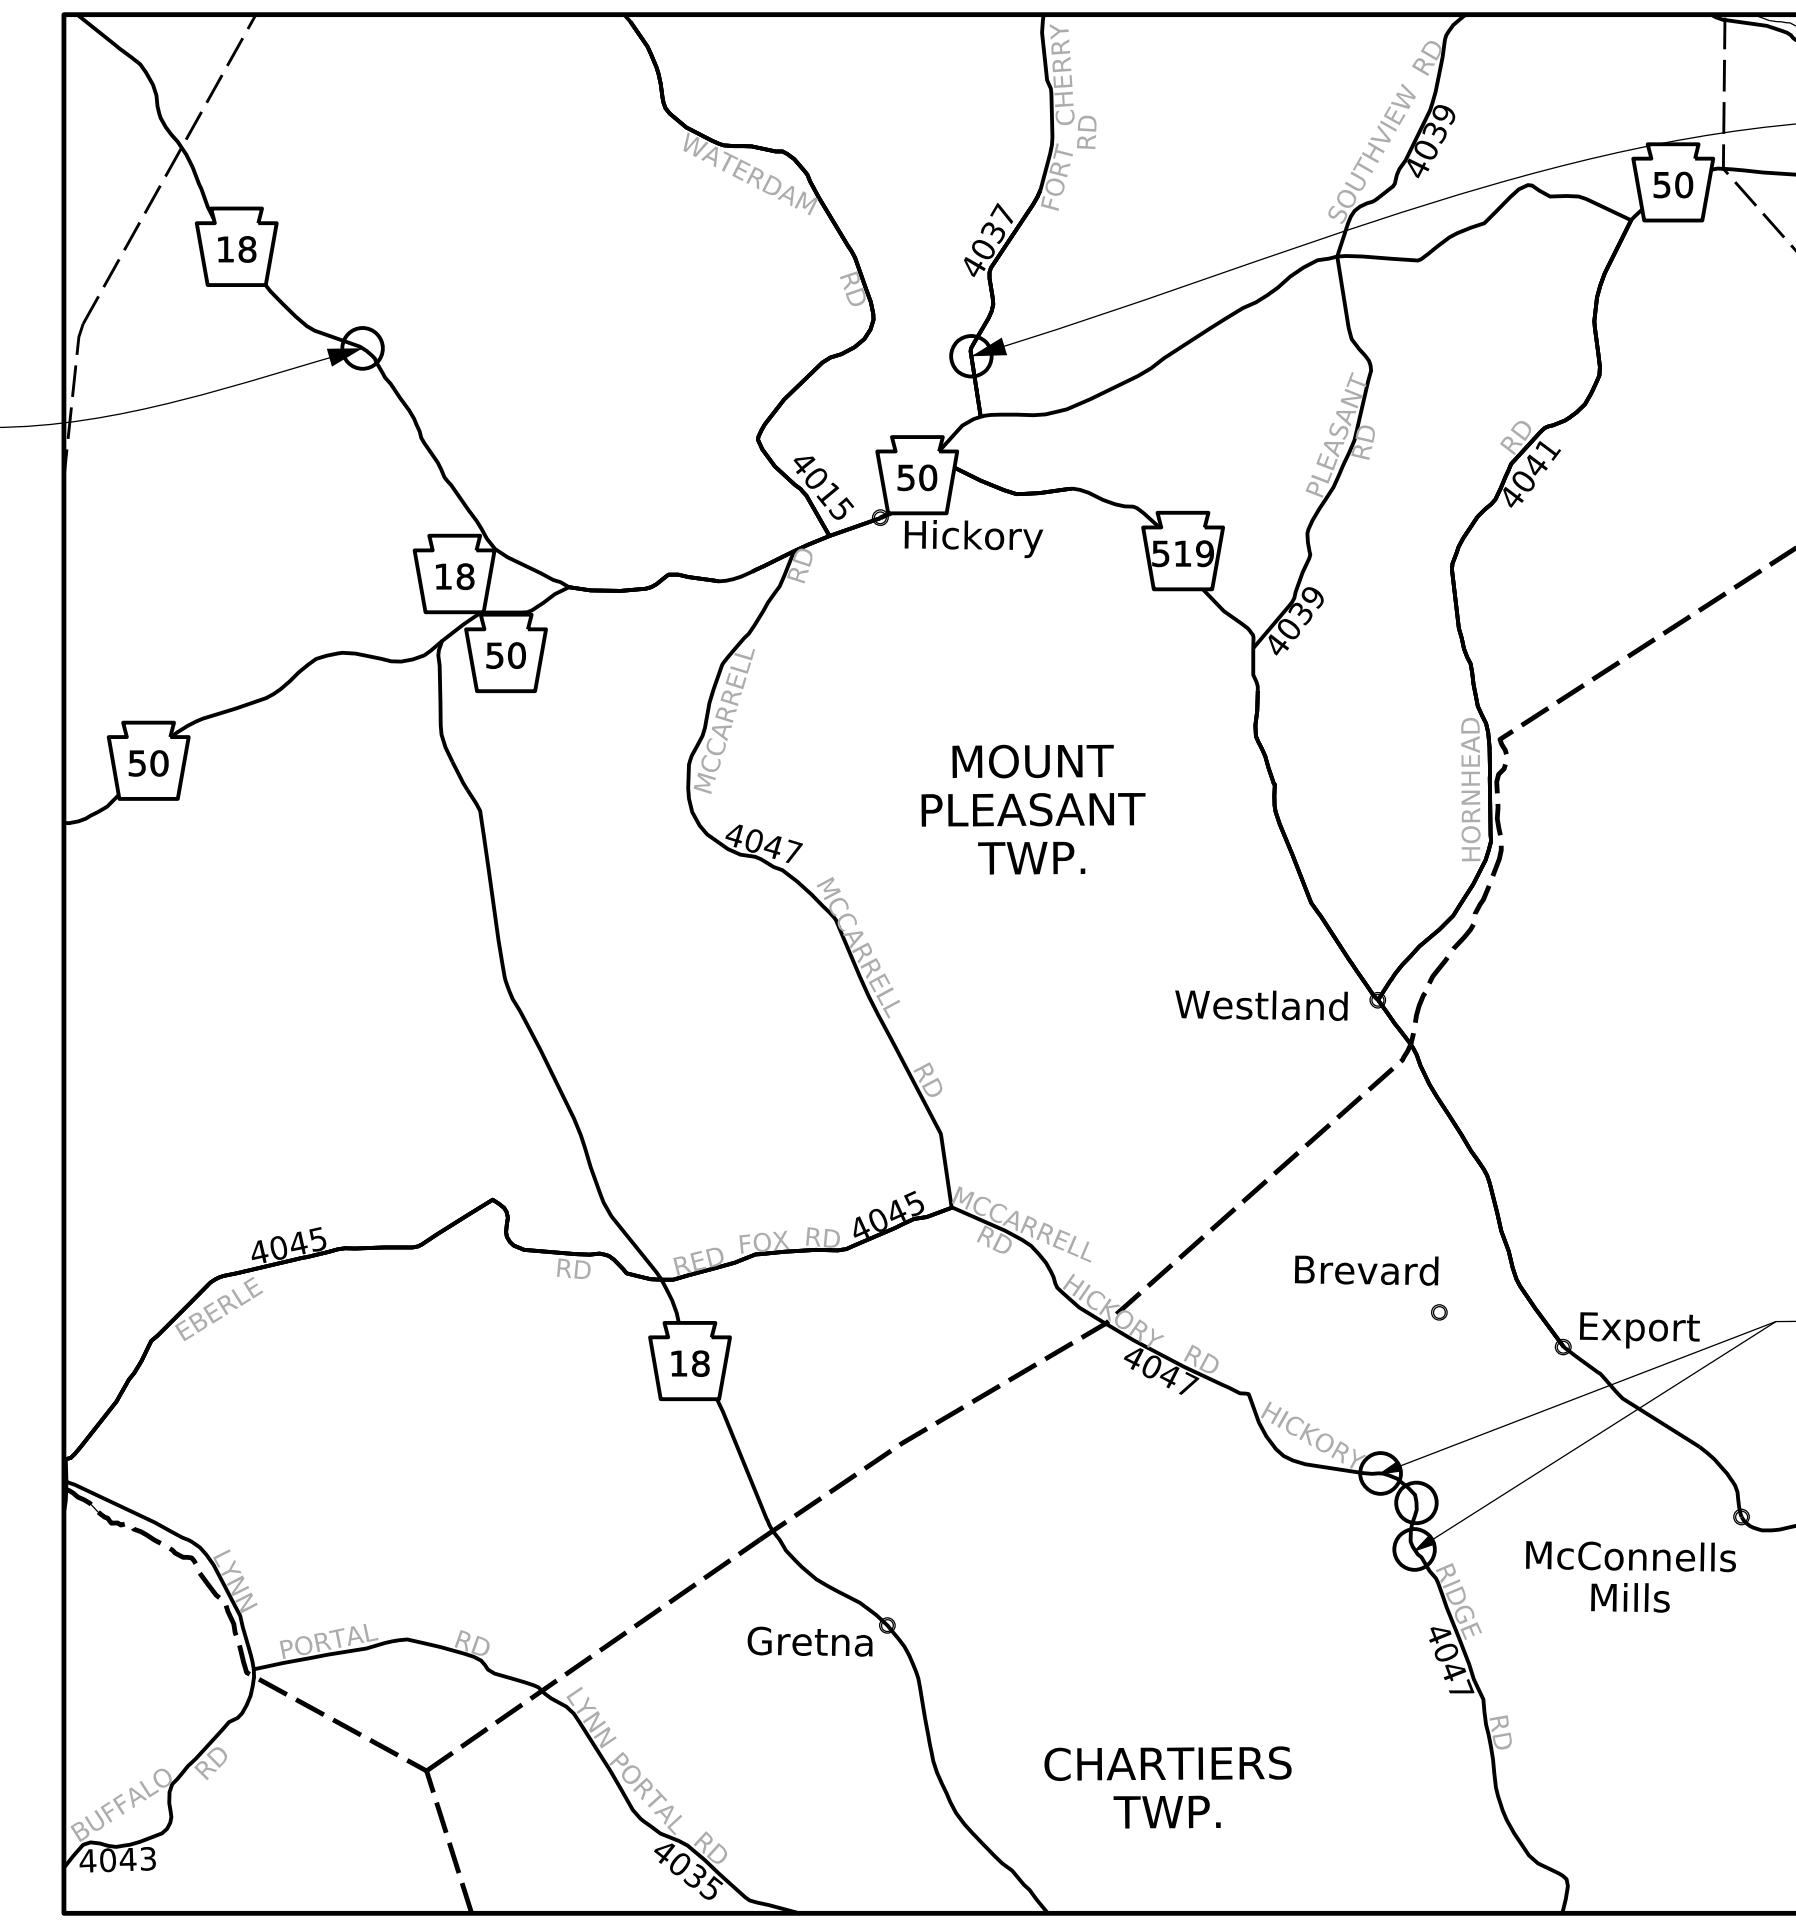 FORT CHERRY
RD
SOUTHVIEW RD
4039
WATERDAM
RD
50
18
4037
PLEASANT
RD
RD
4041
4015
50
Hickory
519
18
RD
4039
50
MCCARRELL
50
MOUNT
PLEASANT
TWP.
HORNHEAD
4047
MCCARRELL
Westland
RD
4045
EBERLE
RD
RED FOX RD
4045
MCCARRELL
RD
HICKORY RD
4047
Brevard
Export
18
HICKORY
McConnells
Mills
RIDGE
4047
RD
LYNN
PORTAL RD
Gretna
LYNN PORTAL RD
4035
BUFFALO RD
4043
CHARTIERS
TWP.